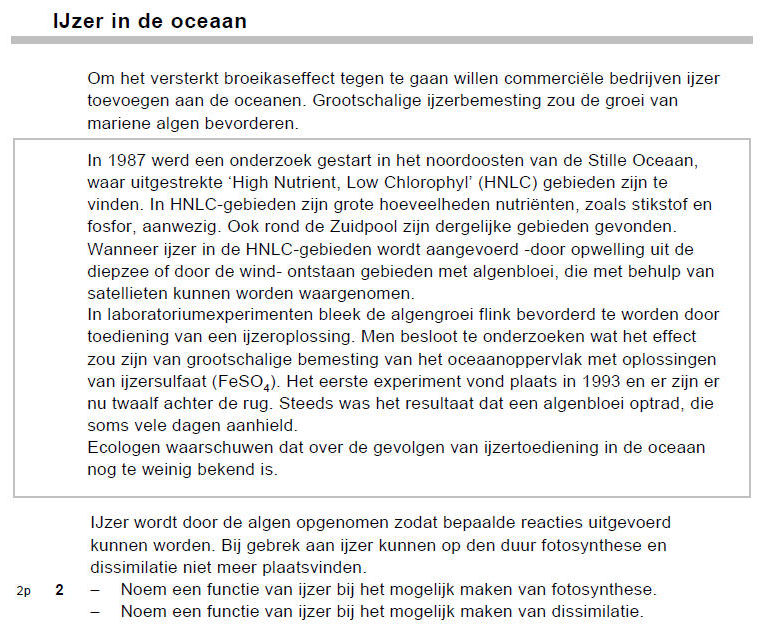 IJzer in de oceaan
Om het versterkt broeikaseffect tegen te gaan willen commerciële bedrijven ijzer
toevoegen aan de oceanen. Grootschalige ijzerbemesting zou de groei van
mariene algen bevorderen.
In 1987 werd een onderzoek gestart in het noordoosten van de Stille Oceaan,
waar uitgestrekte ‘High Nutrient, Low Chlorophyl’ (HNLC) gebieden zijn te
vinden. In HNLC-gebieden zijn grote hoeveelheden nutriënten, zoals stikstof en
fosfor, aanwezig. Ook rond de Zuidpool zijn dergelijke gebieden gevonden.
Wanneer ijzer in de HNLC-gebieden wordt aangevoerd -door opwelling uit de
diepzee of door de wind- ontstaan gebieden met algenbloei, die met behulp van
satellieten kunnen worden waargenomen.
In laboratoriumexperimenten bleek de algengroei flink bevorderd te worden door
toediening van een ijzeroplossing. Men besloot te onderzoeken wat het effect
zou zijn van grootschalige bemesting van het oceaanoppervlak met oplossingen
van ijzersulfaat (FeSO₄). Het eerste experiment vond plaats in 1993 en er zijn er
nu twaalf achter de rug. Steeds was het resultaat dat een algenbloei optrad, die
soms vele dagen aanhield.
Ecologen waarschuwen dat over de gevolgen van ijzertoediening in de oceaan
nog te weinig bekend is.
IJzer wordt door de algen opgenomen zodat bepaalde reacties uitgevoerd
kunnen worden. Bij gebrek aan ijzer kunnen op den duur fotosynthese en
dissimilatie niet meer plaatsvinden.
2p 2 – Noem een functie van ijzer bij het mogelijk maken van fotosynthese.
– Noem een functie van ijzer bij het mogelijk maken van dissimilatie.